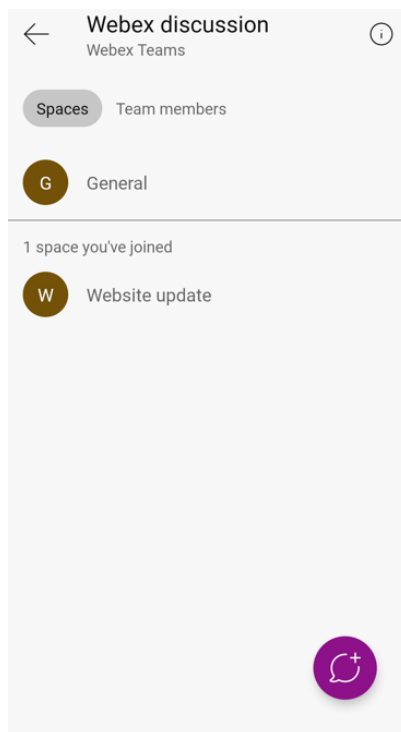 Webex discussion
Webex Teams
Spaces Team members
G General
1 space you've joined
W Website update